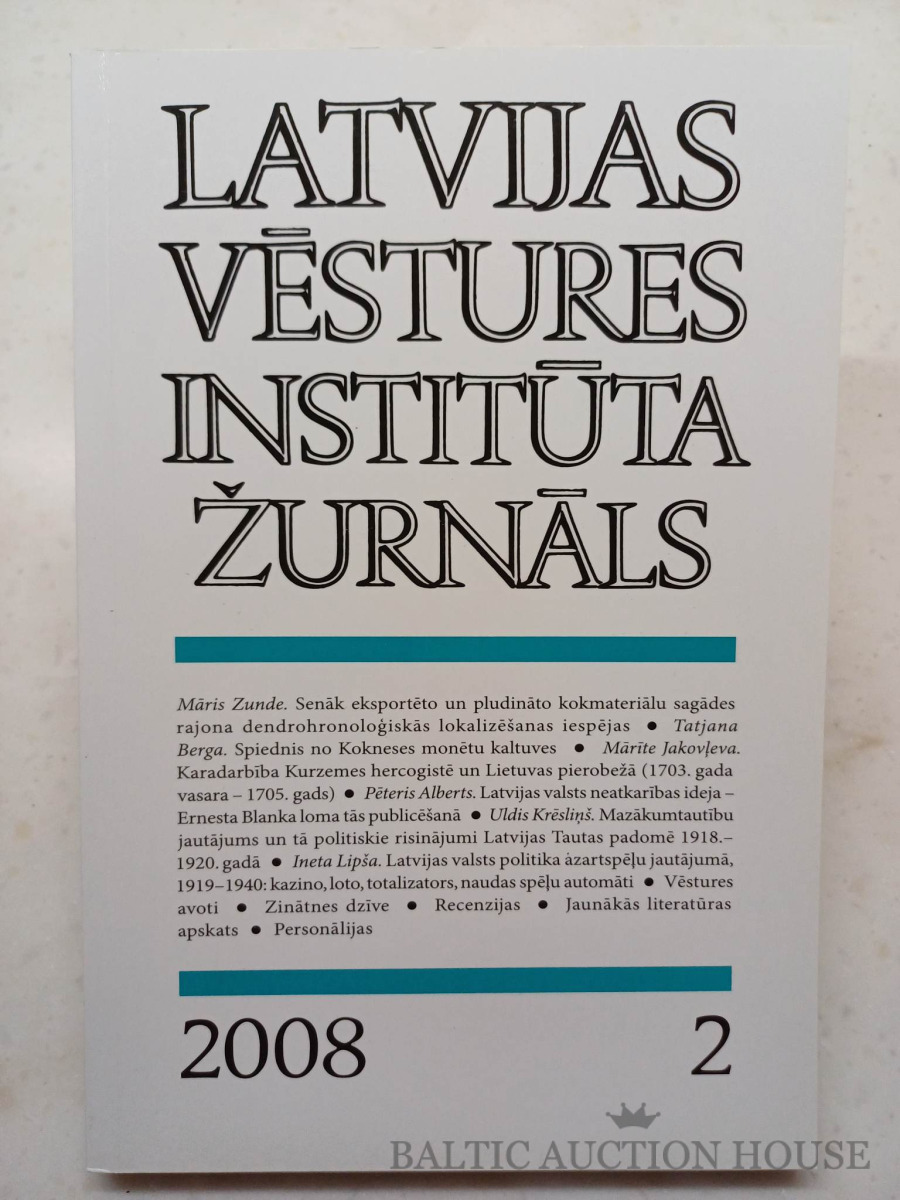 LATVIJAS
VĒSTURES
INSTITŪTA
ŽURNĀLS
Māris Zunde. Senāk eksportēto un pludināto kokmateriālu sagādes
rajona dendrohronoloģiskās lokalizēšanas iespējas • Tatjana
Berga. Spiednis no Kokneses monētu kaltuves • Mārīte Jakovļeva.
Karadarbība Kurzemes hercogistē un Lietuvas pierobežā (1703. gada
vasara – 1705. gads) • Pēteris Alberts. Latvijas valsts neatkarības ideja –
Ernesta Blanka loma tās publicēšanā • Uldis Krēsliņš. Mazākumtautību
jautājums un tā politiskie risinājumi Latvijas Tautas padomē 1918.–
1920. gadā • Ineta Lipša. Latvijas valsts politika azartspēļu jautājumā,
1919–1940: kazino, loto, totalizators, naudas spēļu automāti • Vēstures
avoti • Zinātnes dzīve • Recenzijas • Jaunākās literatūras
apskats • Personālijas
2008 2
BALTIC AUCTION HOUSE